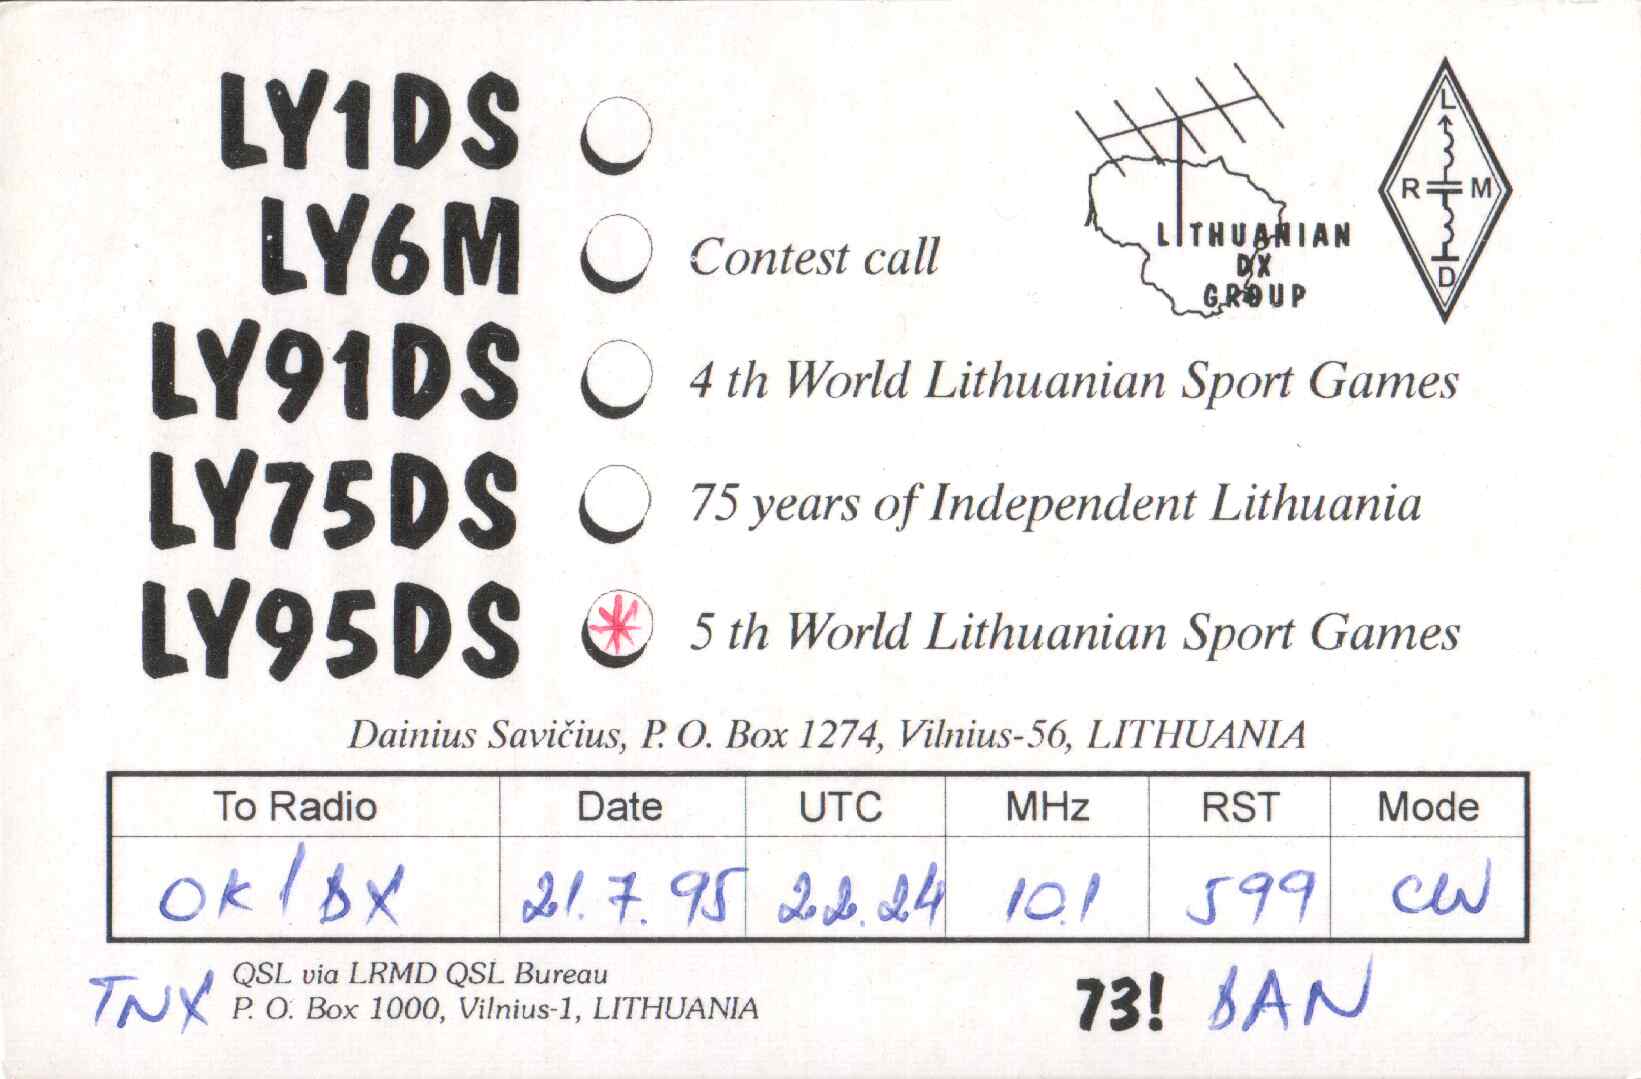 LY1DS
LY6M Contest call
LY91DS 4 th World Lithuanian Sport Games
LY75DS 75 years of Independent Lithuania
LY95DS 5 th World Lithuanian Sport Games
LITHUANIAN
DX
GROUP
L
R M
D
Dainius Savičius, P. O. Box 1274, Vilnius-56, LITHUANIA
To Radio Date UTC MHz RST Mode
OK1DX 21.7.95 22.24 10.1 599 CW
TNX QSL via LRMD QSL Bureau
P. O. Box 1000, Vilnius-1, LITHUANIA
73! DAN